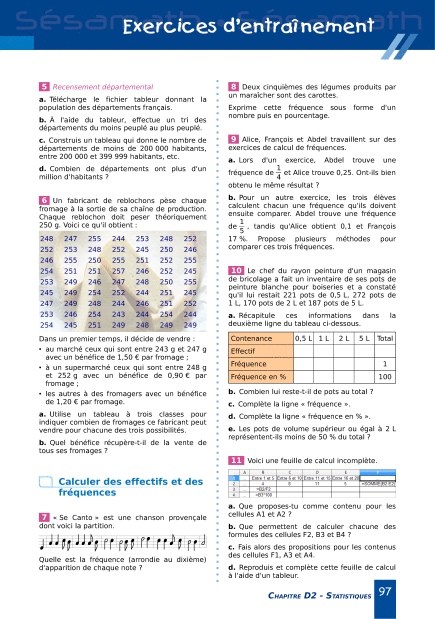 Sésamath Sésamath
Exercices d'entraînement
5 Recensement départemental
a. Télécharge le fichier tableur donnant la
population des départements français.
b. À l'aide du tableur, effectue un tri des
départements du moins peuplé au plus peuplé.
c. Construis un tableau qui donne le nombre de
départements de moins de 200 000 habitants,
entre 200 000 et 399 999 habitants, etc.
d. Combien de départements ont plus d'un
million d'habitants ?
6 Un fabricant de reblochons pèse chaque
fromage à la sortie de sa chaîne de production.
Chaque reblochon doit peser théoriquement
250 g. Voici ce qu'il obtient :
248 247 255 244 253 248 252
252 253 248 252 245 250 246
246 255 250 255 251 252 255
254 251 251 257 246 252 245
253 249 246 247 248 250 255
245 249 254 252 244 251 245
247 249 248 244 246 251 252
253 246 254 243 244 254 244
254 245 251 249 248 249 249
Dans un premier temps, il décide de vendre :
• au marché ceux qui sont entre 243 g et 247 g
avec un bénéfice de 1,50 € par fromage ;
• à un supermarché ceux qui sont entre 248 g
et 252 g avec un bénéfice de 0,90 € par
fromage ;
• les autres à des fromagers avec un bénéfice
de 1,20 € par fromage.
a. Utilise un tableau à trois classes pour
indiquer combien de fromages ce fabricant peut
vendre pour chacune des trois possibilités.
b. Quel bénéfice récupère-t-il de la vente de
tous ses fromages ?
Calculer des effectifs et des
fréquences
7 « Se Canto » est une chanson provençale
dont voici la partition.
Quelle est la fréquence (arrondie au dixième)
d'apparition de chaque note ?
8 Deux cinquièmes des légumes produits par
un maraîcher sont des carottes.
Exprime cette fréquence sous forme d'un
nombre puis en pourcentage.
9 Alice, François et Abdel travaillent sur des
exercices de calcul de fréquences.
a. Lors d'un exercice, Abdel trouve une
fréquence de 1/4 et Alice trouve 0,25. Ont-ils bien
obtenu le même résultat ?
b. Pour un autre exercice, les trois élèves
calculent chacun une fréquence qu'ils doivent
ensuite comparer. Abdel trouve une fréquence
de 1/5, tandis qu'Alice obtient 0,1 et François
17 %. Propose plusieurs méthodes pour
comparer ces trois fréquences.
10 Le chef du rayon peinture d'un magasin
de bricolage a fait un inventaire de ses pots de
peinture blanche pour boiseries et a constaté
qu'il lui restait 221 pots de 0,5 L, 272 pots de
1 L, 170 pots de 2 L et 187 pots de 5 L.
a. Récapitule ces informations dans la
deuxième ligne du tableau ci-dessous.
Contenance 0,5 L 1 L 2 L 5 L Total
Effectif
Fréquence 1
Fréquence en % 100
b. Combien lui reste-t-il de pots au total ?
c. Complète la ligne « fréquence ».
d. Complète la ligne « fréquence en % ».
e. Les pots de volume supérieur ou égal à 2 L
représentent-ils moins de 50 % du total ?
11 Voici une feuille de calcul incomplète.
A B C D E F
1 Entre 1 et 5 Entre 6 et 10 Entre 11 et 15 Entre 16 et 20
2 4 8 11 5 =SOMME(B2:E2)
3 =B2/F2
4 =B3*100
a. Que proposes-tu comme contenu pour les
cellules A1 et A2 ?
b. Que permettent de calculer chacune des
formules des cellules F2, B3 et B4 ?
c. Fais alors des propositions pour les contenus
des cellules F1, A3 et A4.
d. Reproduis et complète cette feuille de calcul
à l'aide d'un tableur.
CHAPITRE D2 - STATISTIQUES 97